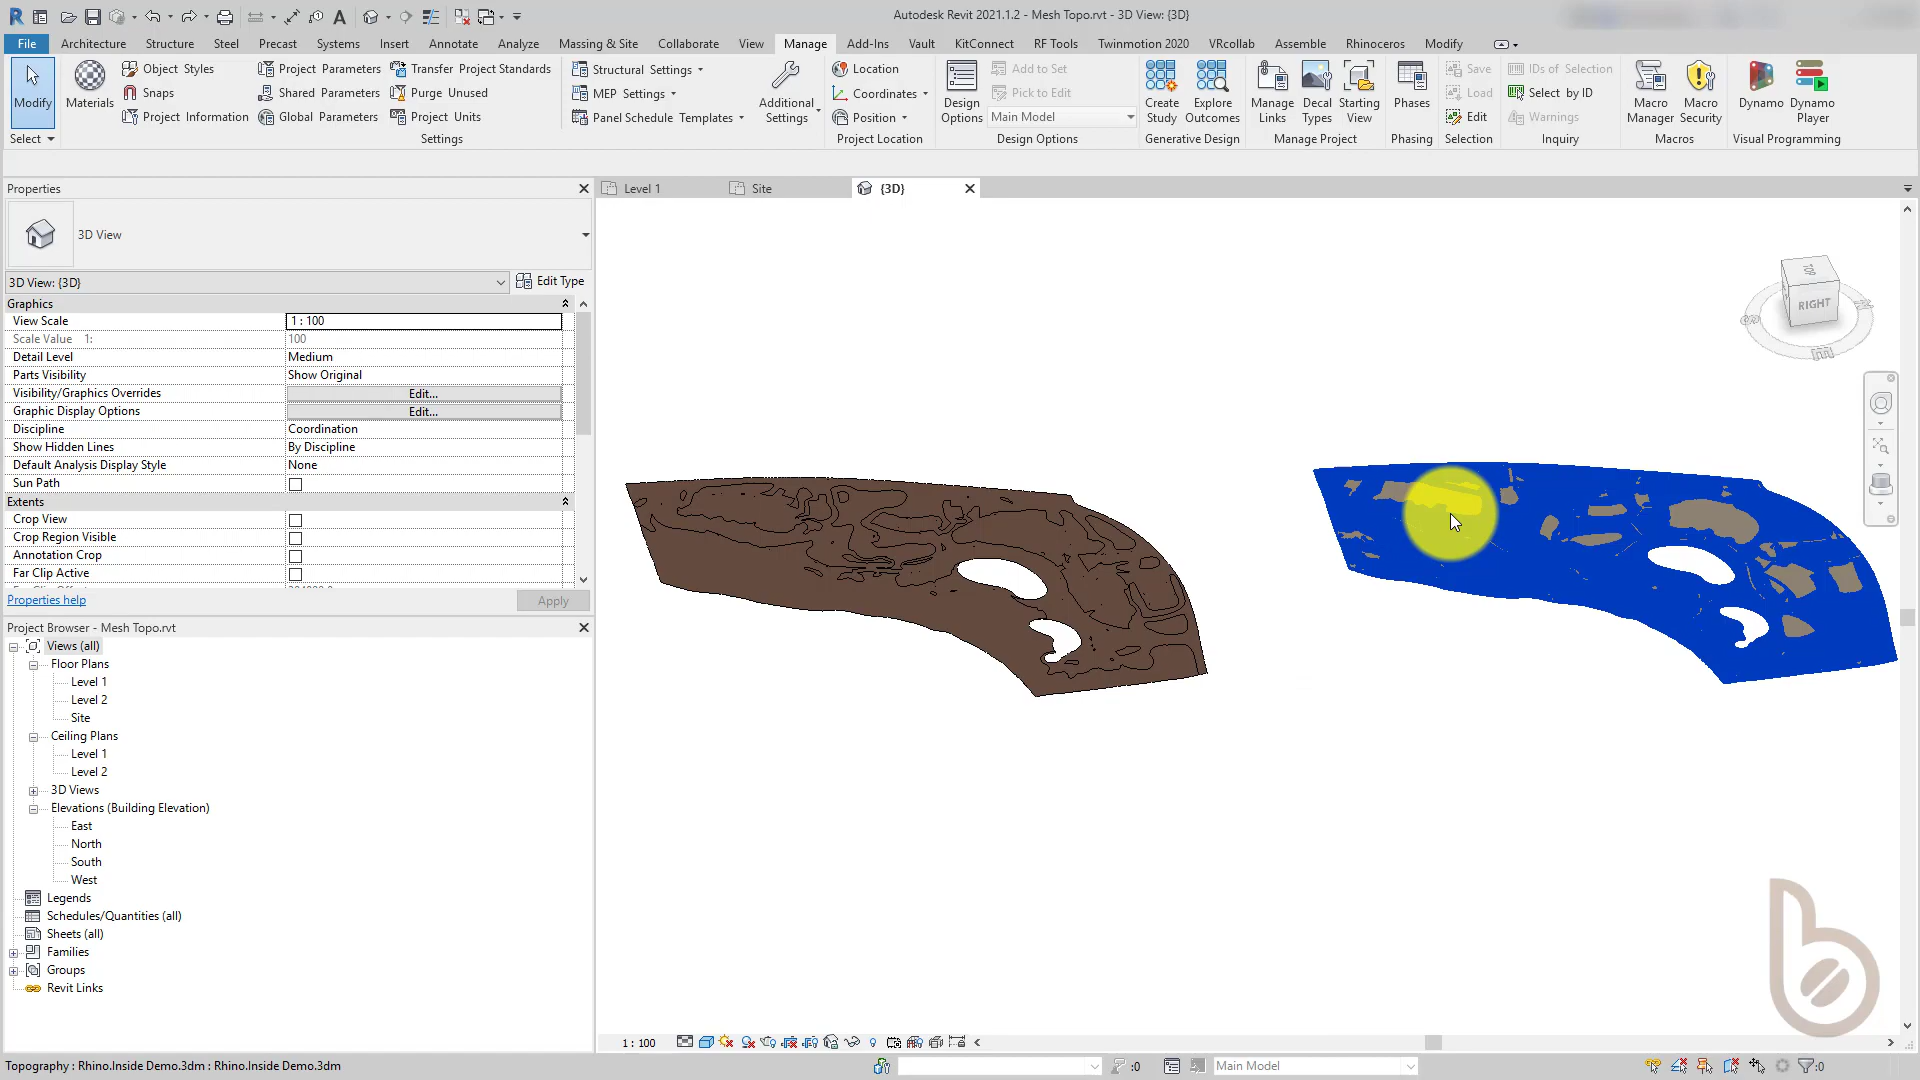 Autodesk Revit 2021.1.2 - Mesh Topo.rvt - 3D View: {3D}
File Architecture Structure Steel Precast Systems Insert Annotate Analyze Massing & Site Collaborate View Manage Add-Ins Vault KitConnect RF Tools Twinmotion 2020 VRcollab Assemble Rhinoceros Modify
Modify
Select
Materials
Object Styles
Snaps
Project Information
Project Parameters
Shared Parameters
Global Parameters
Transfer Project Standards
Purge Unused
Project Units
Structural Settings
MEP Settings
Panel Schedule Templates
Additional
Settings
Settings
Location
Coordinates
Position
Project Location
Design
Options
Add to Set
Pick to Edit
Main Model
Design Options
Create
Study
Explore
Outcomes
Generative Design
Manage
Links
Decal
Types
Starting
View
Manage Project
Phases
Phasing
Save
Load
Edit
Selection
IDs of Selection
Select by ID
Warnings
Inquiry
Macro
Manager
Macro
Security
Macros
Dynamo
Dynamo
Player
Visual Programming
Properties
3D View
3D View: {3D}
Edit Type
Graphics
View Scale 1 : 100
Scale Value 1: 100
Detail Level Medium
Parts Visibility Show Original
Visibility/Graphics Overrides Edit...
Graphic Display Options Edit...
Discipline Coordination
Show Hidden Lines By Discipline
Default Analysis Display Style None
Sun Path
Extents
Crop View
Crop Region Visible
Annotation Crop
Far Clip Active
Properties help
Apply
Project Browser - Mesh Topo.rvt
Views (all)
Floor Plans
Level 1
Level 2
Site
Ceiling Plans
Level 1
Level 2
3D Views
Elevations (Building Elevation)
East
North
South
West
Legends
Schedules/Quantities (all)
Sheets (all)
Families
Groups
Revit Links
Level 1
Site
{3D}
TOP
RIGHT
1 : 100
Topography : Rhino.Inside Demo.3dm : Rhino.Inside Demo.3dm
:0
Main Model
:0